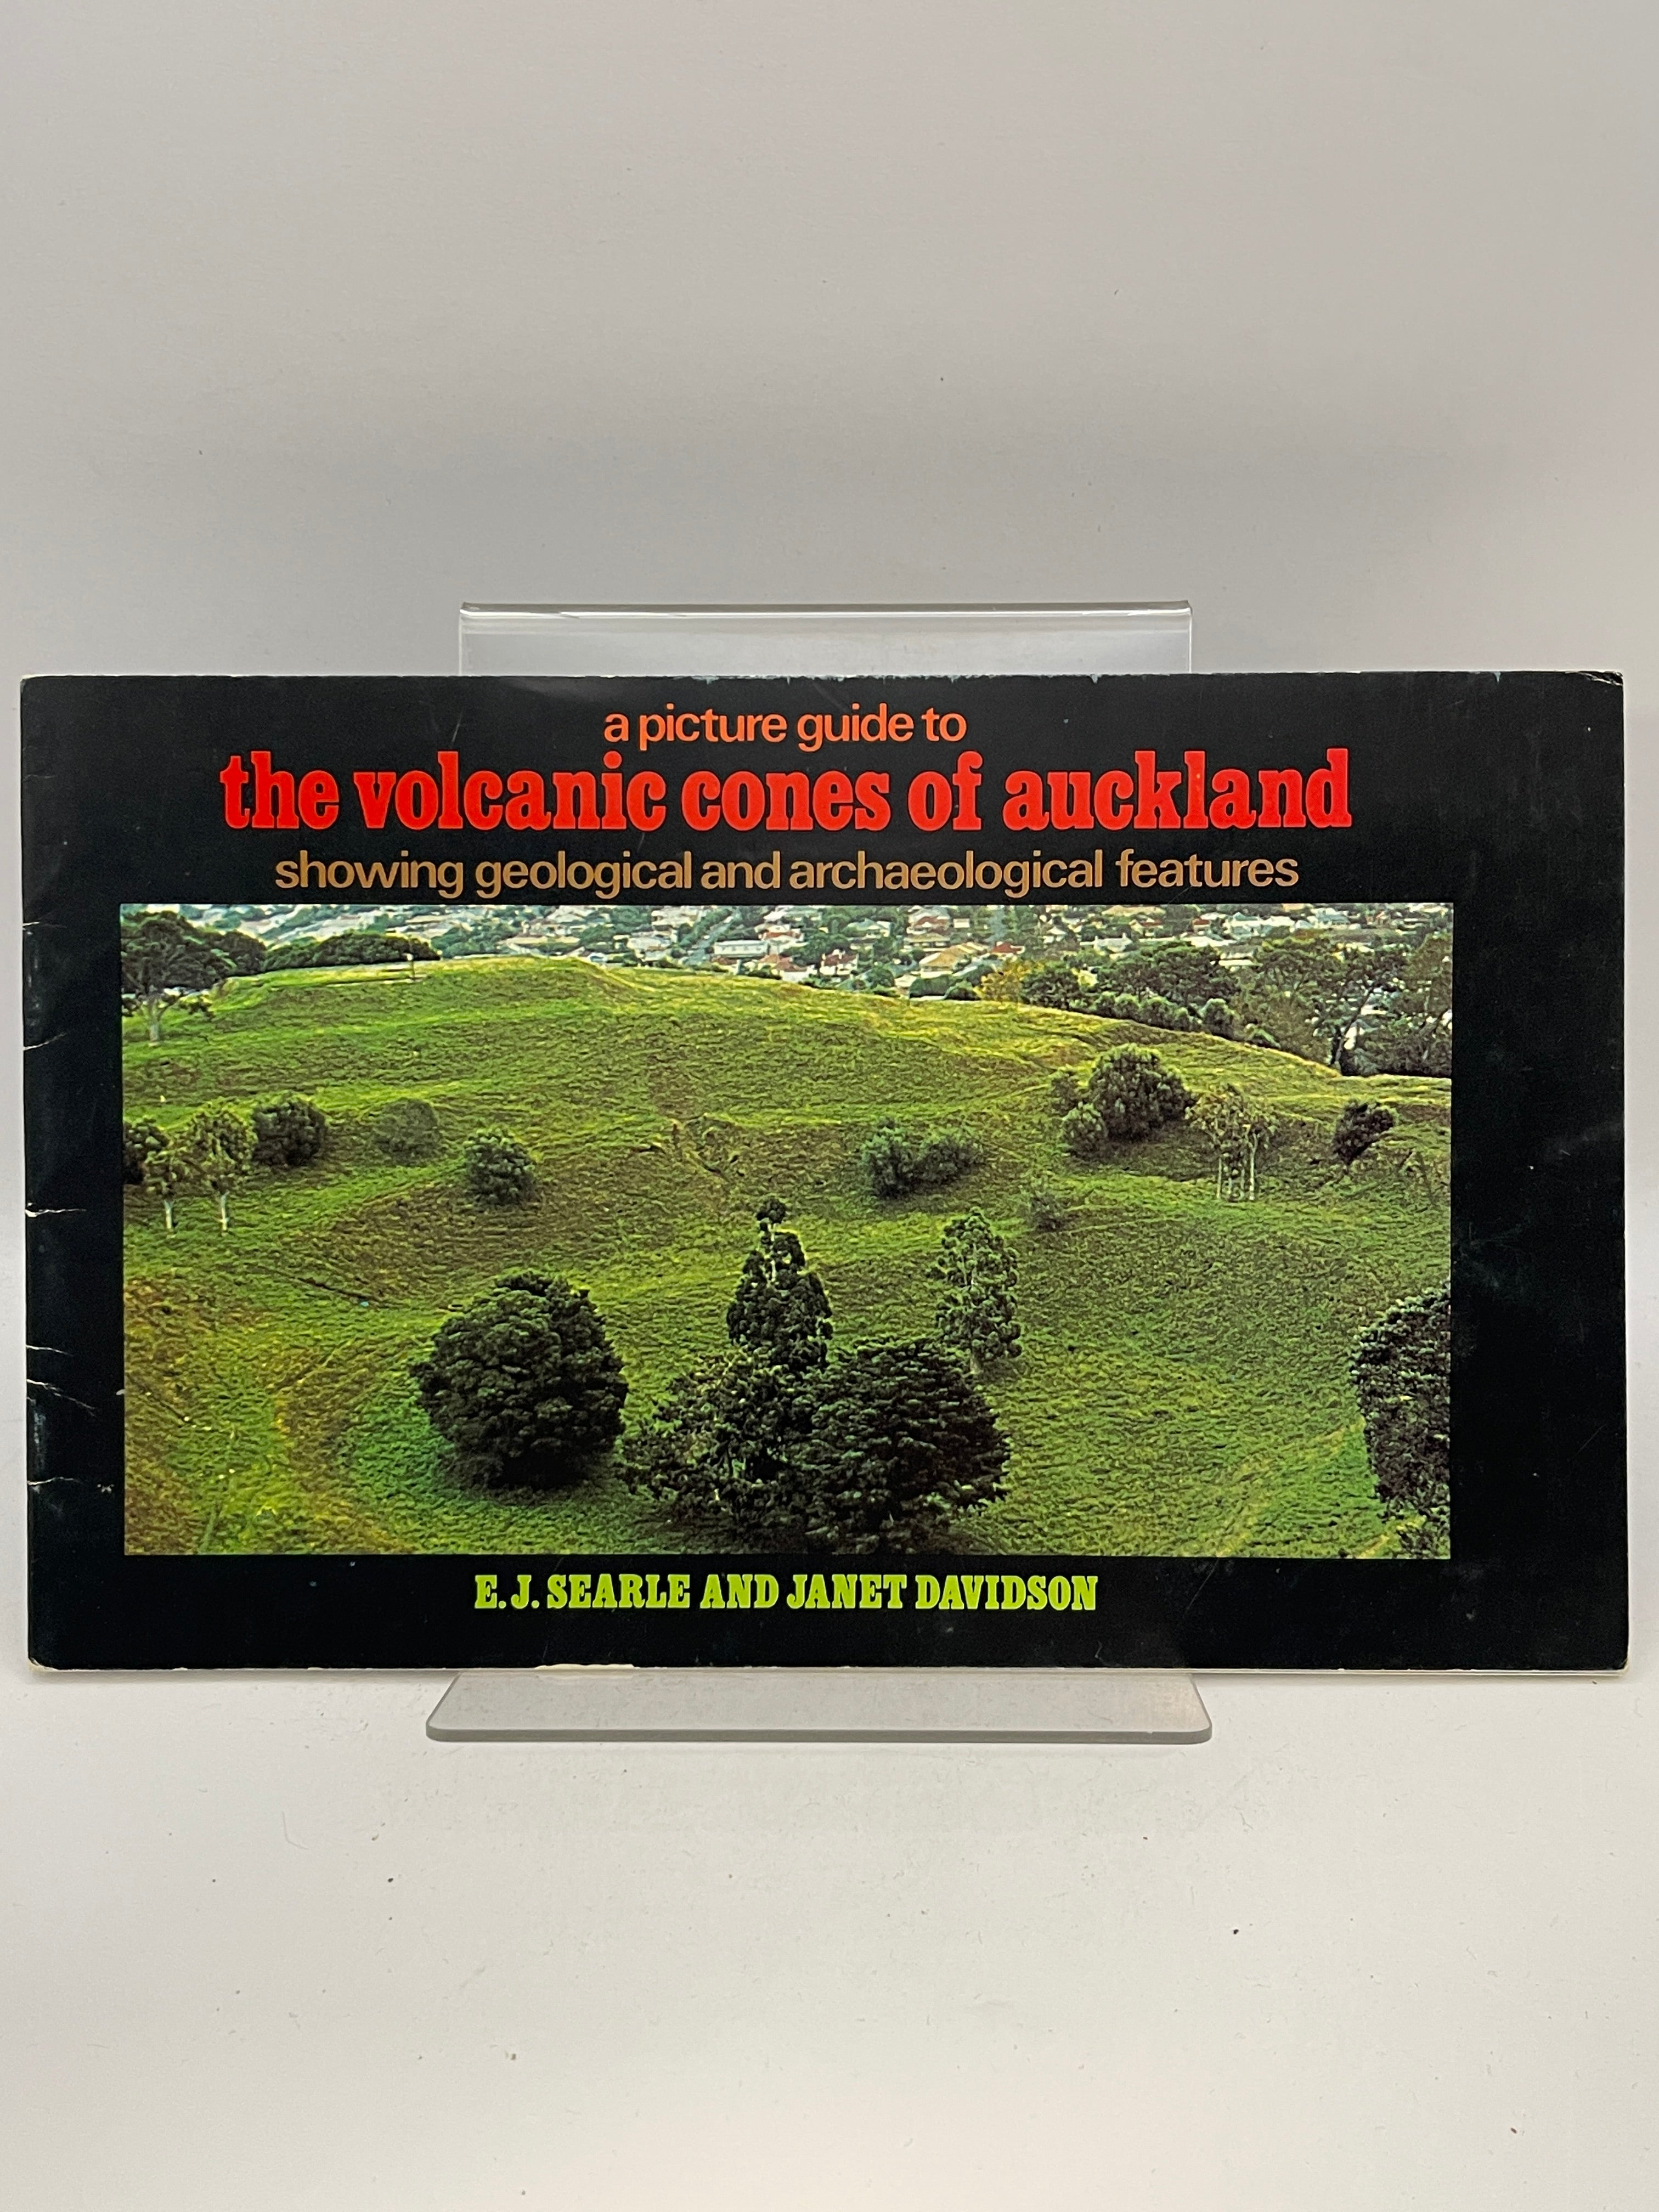 a picture guide to
the volcanic cones of auckland
showing geological and archaeological features
E. J. SEARLE AND JANET DAVIDSON